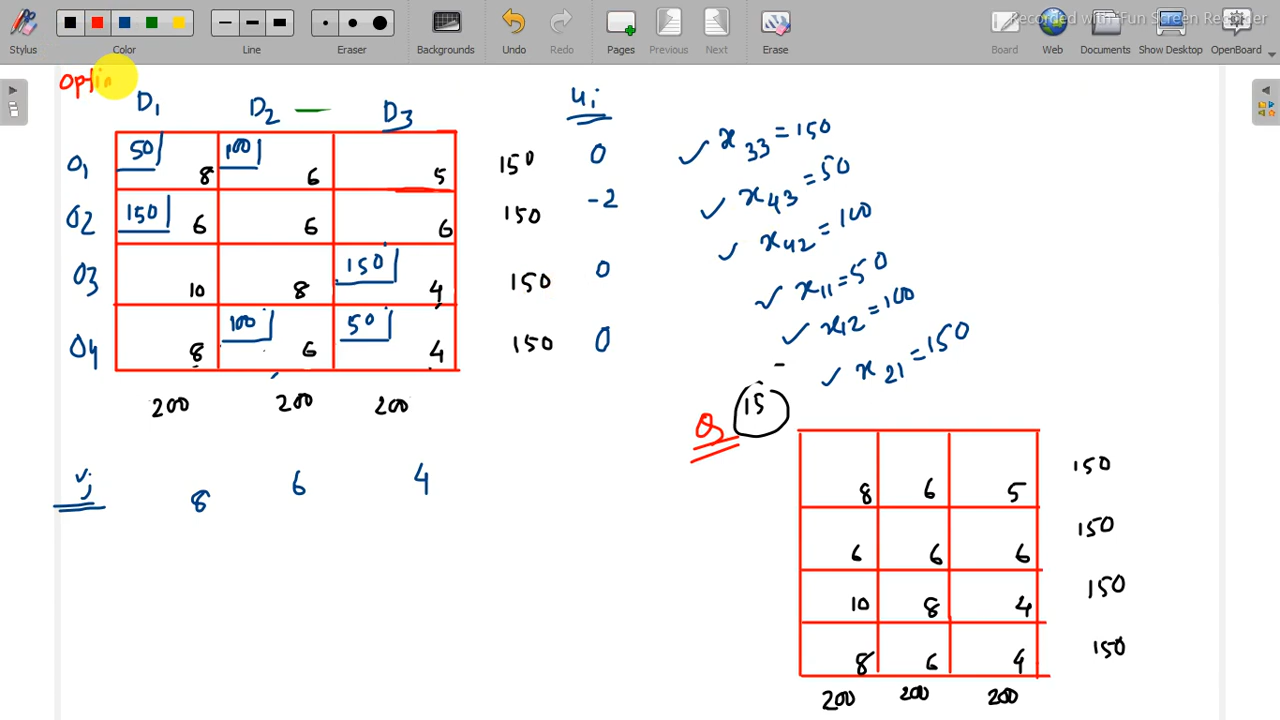 Recorded with Fun Screen Recorder
Stylus Color Line Eraser Backgrounds Undo Redo Pages Previous Next Erase Board Web Documents Show Desktop OpenBoard
Optim
D1 D2 — D3 ui
O1 50 8 100 6 5 150 0
O2 150 6 6 6 150 -2
O3 10 8 150 4 150 0
O4 8 100 6 50 4 150 0
200 200 200
vj 8 6 4
✓ x33 = 150
✓ x43 = 50
✓ x42 = 100
✓ x11 = 50
✓ x12 = 100
✓ x21 = 150
Q 15
8 6 5 150
6 6 6 150
10 8 4 150
8 6 4 150
200 200 200